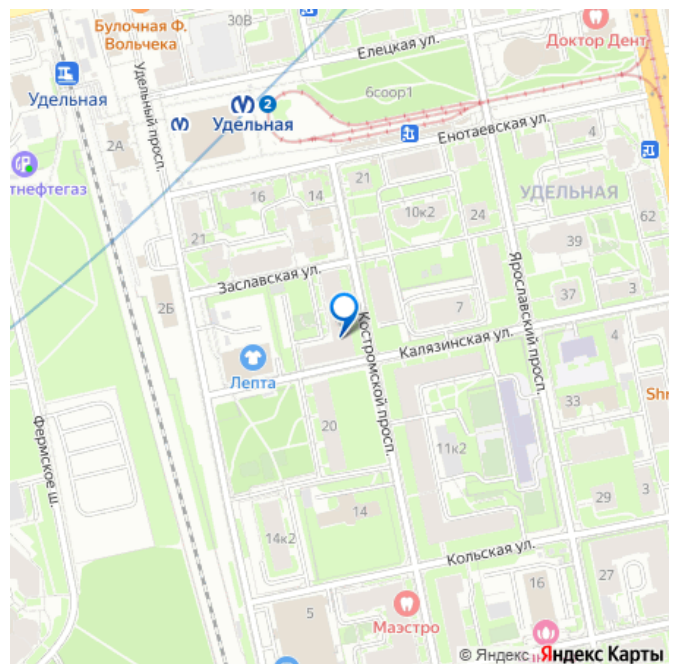 Булочная Ф.
Вольчека
30В
Доктор Дент
Елецкая ул.
Удельная
Удельный просп.
6соор1
2
Удельная
Енотаевская ул.
4
2А
тнефтегаз
21
16
14
УДЕЛЬНАЯ
10к2
24
62
21
39
Заславская ул.
Ярославский просп.
2Б
7
37
3
Костромской просп.
Калязинская ул.
4
Лепта
Shr
33
Фермское ш.
20
11к2
29
3
14
14к2
Кольская ул.
27
16
5
Маэстро
© Яндекс Яндекс Карты